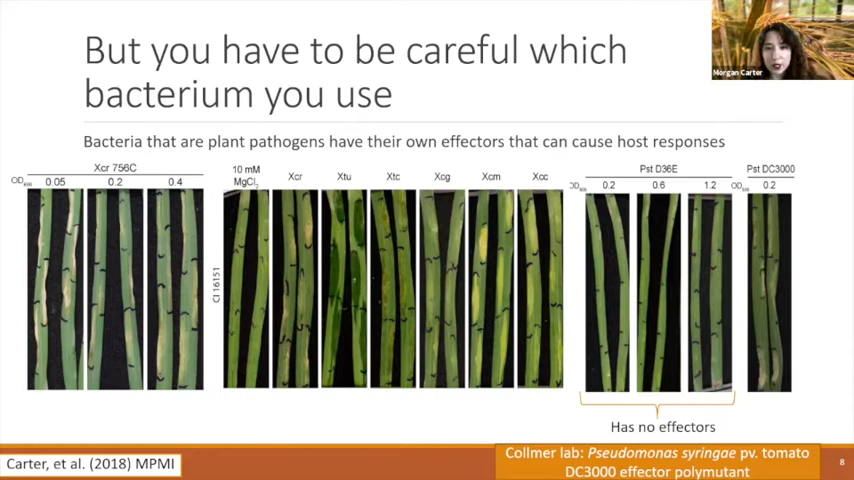 But you have to be careful which
bacterium you use
Morgan Carter
Bacteria that are plant pathogens have their own effectors that can cause host responses
Xcr 756C
OD600 0.05 0.2 0.4
10 mM
MgCl2 Xcr Xtu Xtc Xcg Xcm Xoc
CI 16151
Pst D36E
OD600 0.2 0.6 1.2
Pst DC3000
OD600 0.2
Has no effectors
Carter, et al. (2018) MPMI
Collmer lab: Pseudomonas syringae pv. tomato
DC3000 effector polymutant
8